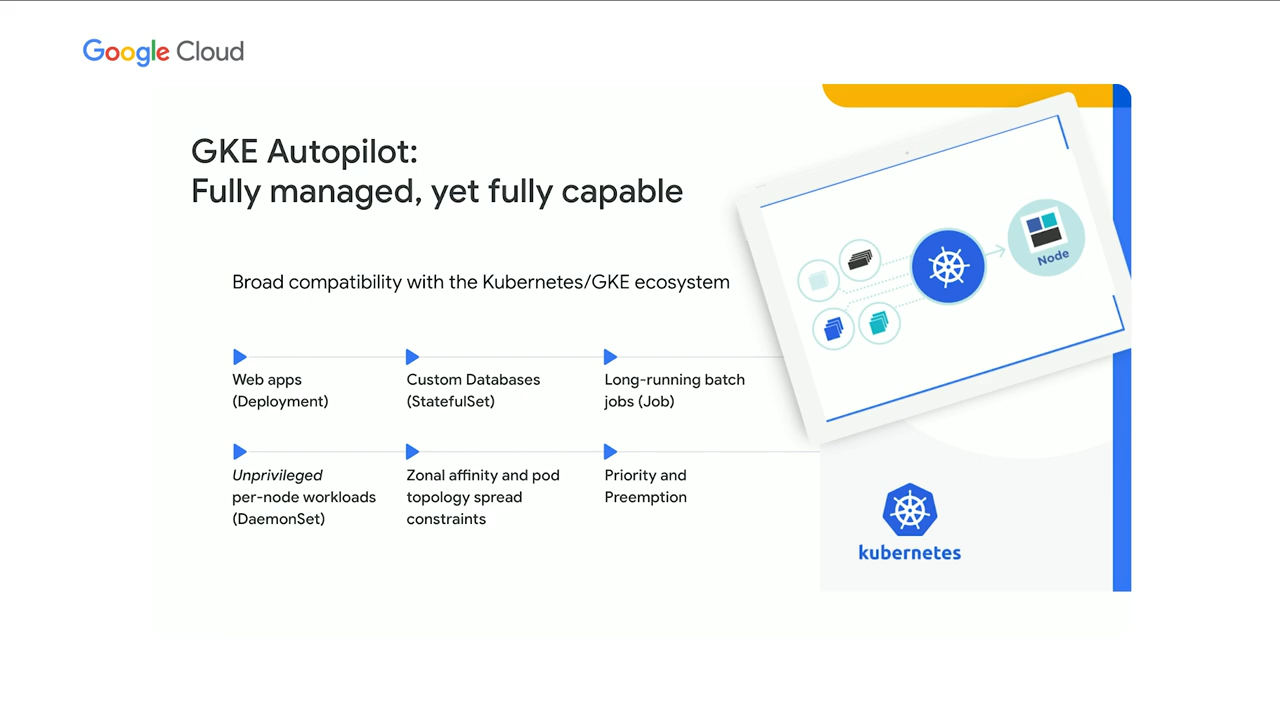 Google Cloud
GKE Autopilot:
Fully managed, yet fully capable
Broad compatibility with the Kubernetes/GKE ecosystem
Web apps
(Deployment)
Custom Databases
(StatefulSet)
Long-running batch
jobs (Job)
Unprivileged
per-node workloads
(DaemonSet)
Zonal affinity and pod
topology spread
constraints
Priority and
Preemption
Node
kubernetes